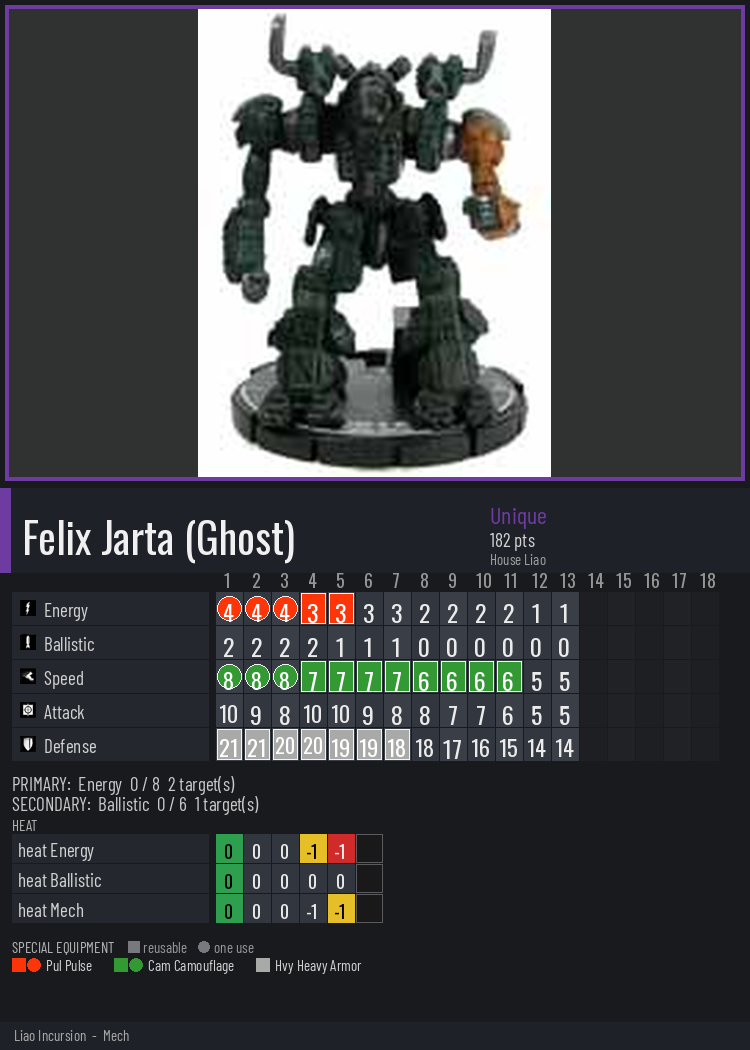 Felix Jarta (Ghost)
Unique
182 pts
House Liao
1 2 3 4 5 6 7 8 9 10 11 12 13 14 15 16 17 18
Energy 4 4 4 3 3 3 3 2 2 2 2 1 1
Ballistic 2 2 2 2 1 1 1 0 0 0 0 0 0
Speed 8 8 8 7 7 7 7 6 6 6 6 5 5
Attack 10 9 8 10 10 9 8 8 7 7 6 5 5
Defense 21 21 20 20 19 19 18 18 17 16 15 14 14
PRIMARY: Energy 0 / 8 2 target(s)
SECONDARY: Ballistic 0 / 6 1 target(s)
HEAT
heat Energy 0 0 0 -1 -1
heat Ballistic 0 0 0 0 0
heat Mech 0 0 0 -1 -1
SPECIAL EQUIPMENT reusable one use
Pul Pulse Cam Camouflage Hvy Heavy Armor
Liao Incursion - Mech